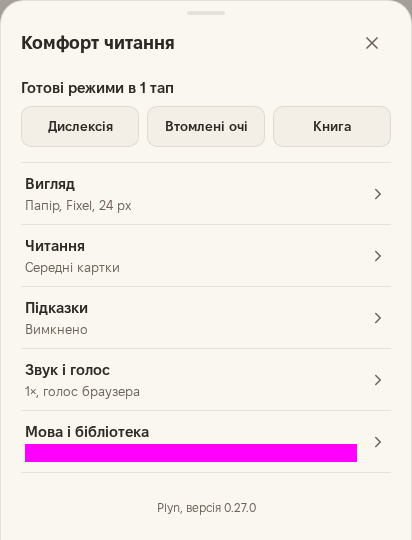 Комфорт читання
Готові режими в 1 тап
Дислексія
Втомлені очі
Книга
Вигляд
Папір, Fixel, 24 px
Читання
Середні картки
Підказки
Вимкнено
Звук і голос
1×, голос браузера
Мова і бібліотека
Plyn, версія 0.27.0